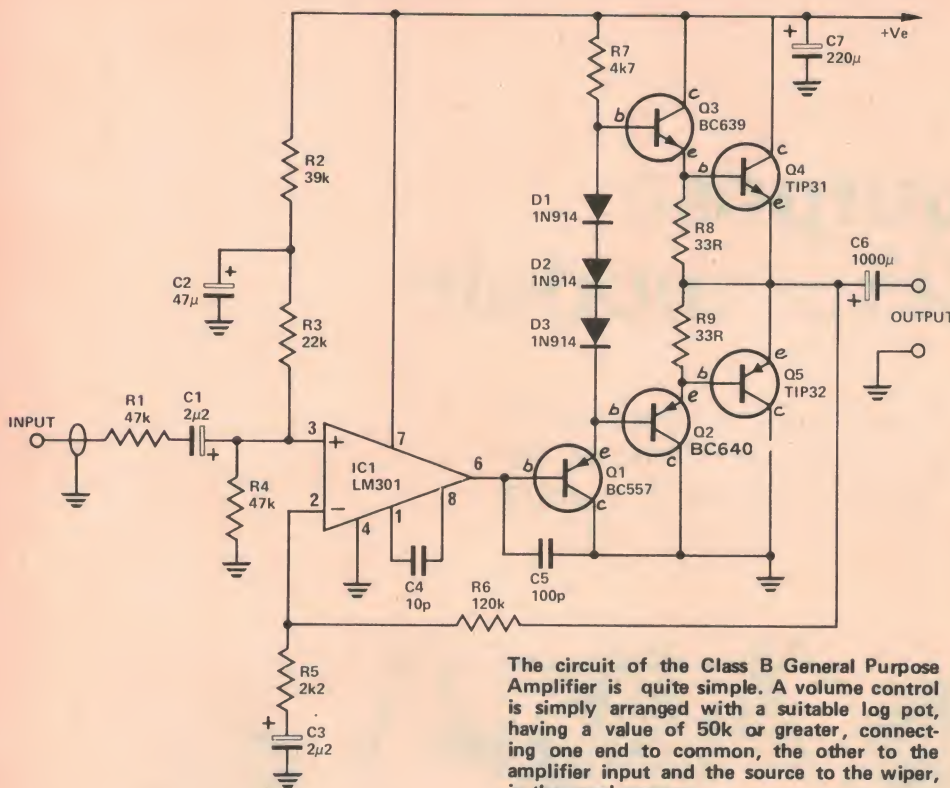 +Ve
+
C7
220µ
R7
4k7
c
b
Q3
BC639
e
c
b
Q4
TIP31
e
R2
39k
D1
1N914
R8
33R
C6
1000µ
+
C2
47µ
D2
1N914
R3
22k
D3
1N914
R9
33R
+
OUTPUT
e
b
Q5
TIP32
c
b
e
Q2
BC640
c
INPUT
R1
47k
C1
2µ2
+
3
+
7
IC1
LM301
6
8
b
e
Q1
BC557
c
R4
47k
2
−
4
1
C4
10p
C5
100p
R6
120k
R5
2k2
+
C3
2µ2
The circuit of the Class B General Purpose
Amplifier is quite simple. A volume control
is simply arranged with a suitable log pot,
having a value of 50k or greater, connect-
ing one end to common, the other to the
amplifier input and the source to the wiper,